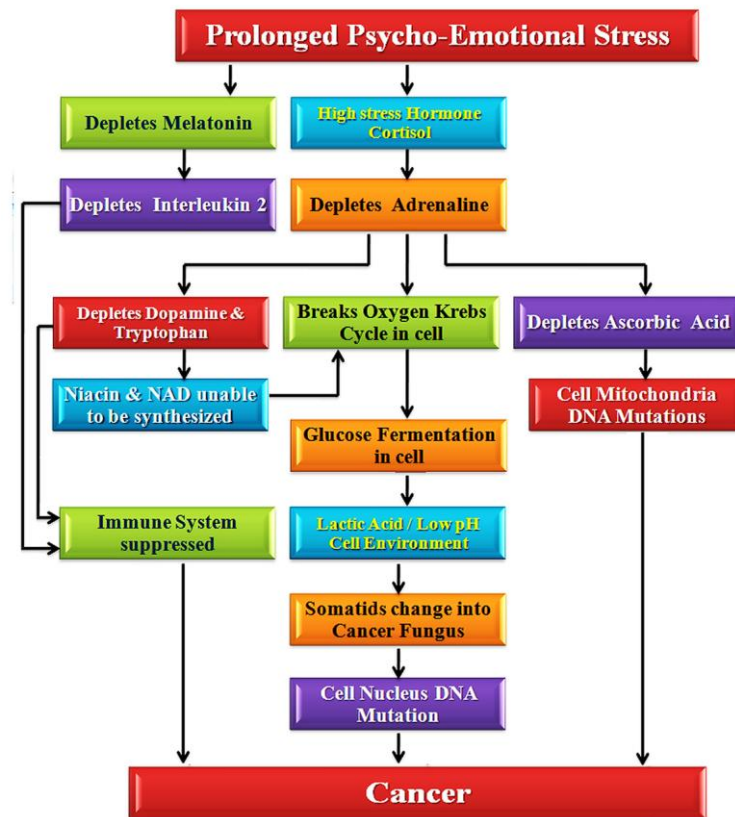 Prolonged Psycho-Emotional Stress
Depletes Melatonin
High stress Hormone
Cortisol
Depletes Interleukin 2
Depletes Adrenaline
Depletes Dopamine &
Tryptophan
Breaks Oxygen Krebs
Cycle in cell
Depletes Ascorbic Acid
Niacin & NAD unable
to be synthesized
Cell Mitochondria
DNA Mutations
Glucose Fermentation
in cell
Immune System
suppressed
Lactic Acid / Low pH
Cell Environment
Somatids change into
Cancer Fungus
Cell Nucleus DNA
Mutation
Cancer